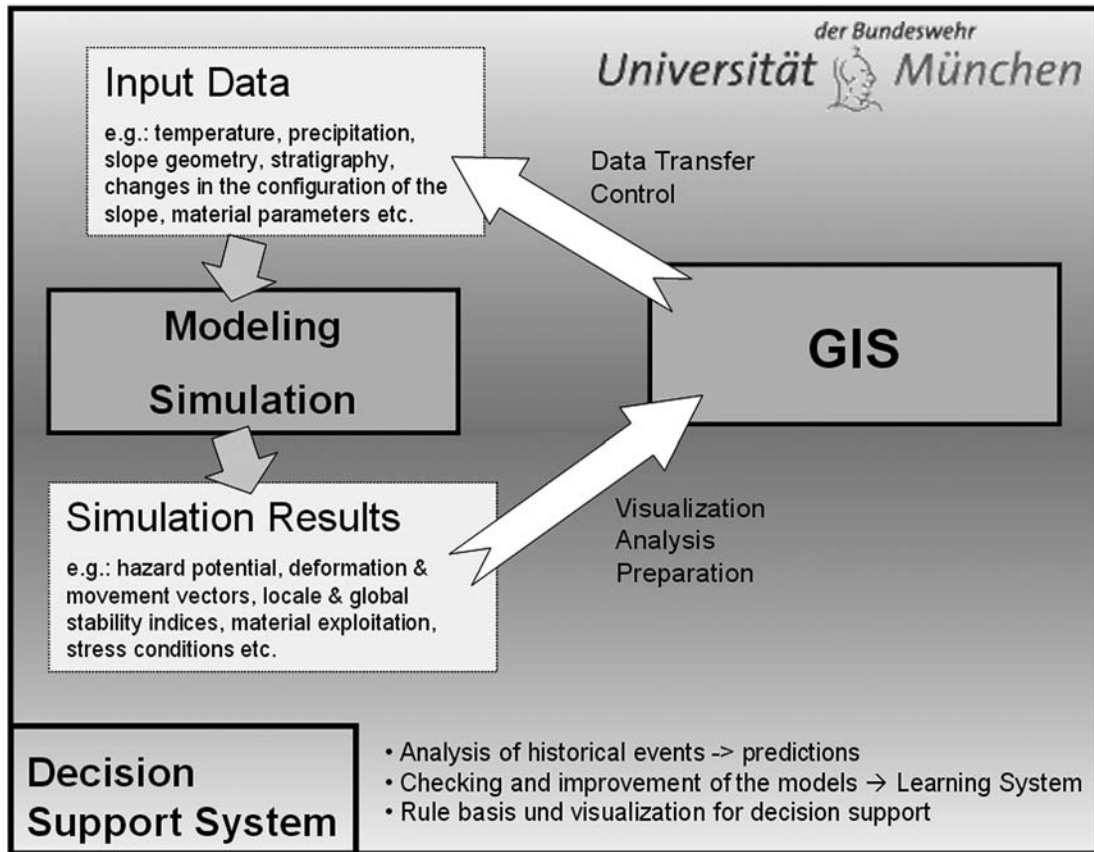 der Bundeswehr
Universität München
Input Data
e.g.: temperature, precipitation,
slope geometry, stratigraphy,
changes in the configuration of the
slope, material parameters etc.
Data Transfer
Control
Modeling
Simulation
GIS
Simulation Results
e.g.: hazard potential, deformation &
movement vectors, locale & global
stability indices, material exploitation,
stress conditions etc.
Visualization
Analysis
Preparation
Decision
Support System
• Analysis of historical events -> predictions
• Checking and improvement of the models → Learning System
• Rule basis und visualization for decision support